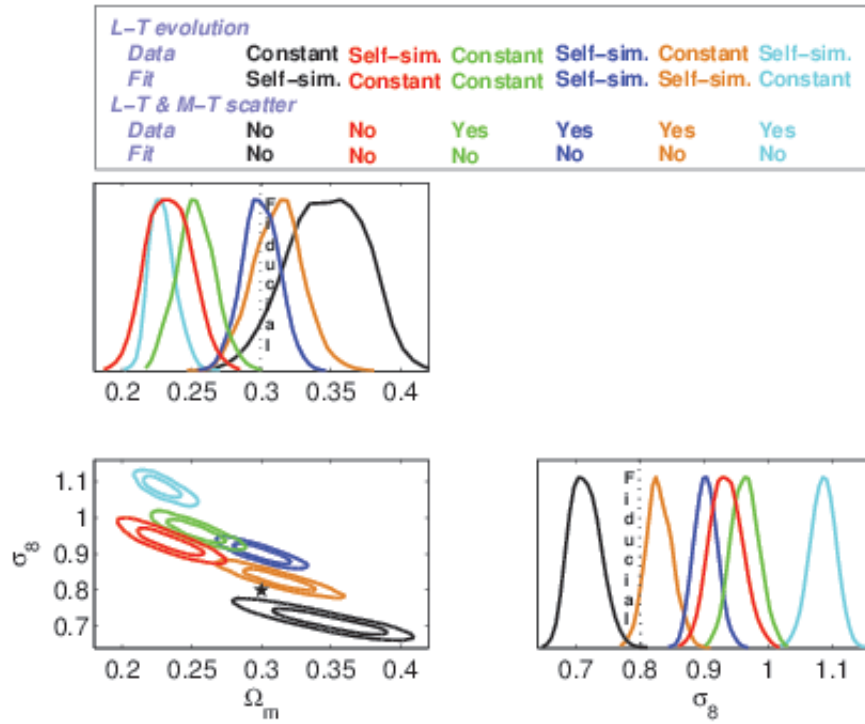 L–T evolution
Data Constant Self–sim. Constant Self–sim. Constant Self–sim.
Fit Self–sim. Constant Constant Self–sim. Self–sim. Constant
L–T & M–T scatter
Data No No Yes Yes Yes Yes
Fit No No No No No No
Fiducial
0.2 0.25 0.3 0.35 0.4
σ8
1.1
1
0.9
0.8
0.7
0.2 0.25 0.3 0.35 0.4
Ωm
Fiducial
0.7 0.8 0.9 1 1.1
σ8